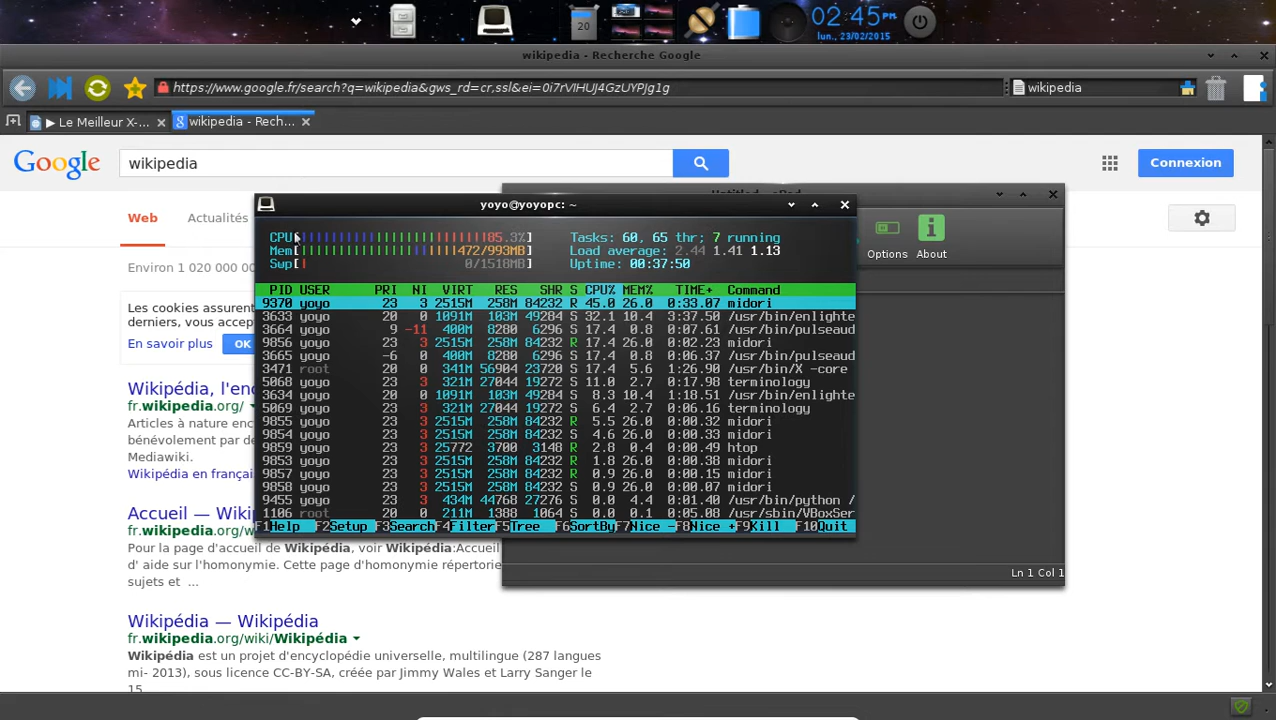 20
02:45PM
lun., 23/02/2015
wikipedia - Recherche Google
https://www.google.fr/search?q=wikipedia&gws_rd=cr,ssl&ei=0i7rVIHUJ4GzUYPJg1g
wikipedia
▶ Le Meilleur X-...
wikipedia - Rech...
Google
wikipedia
Connexion
Web
Actualités
Environ 1 020 000 0
Les cookies assurent
derniers, vous accep
En savoir plus
OK
Wikipédia, l'enc
fr.wikipedia.org/
Articles à nature enc
bénévolement par de
Mediawiki.
Wikipédia en français
Accueil — Wiki
fr.wikipedia.org/wiki
Pour la page d'accueil de Wikipédia, voir Wikipédia:Accueil
d' aide sur l'homonymie. Cette page d'homonymie répertorie
sujets et ...
Wikipédia — Wikipédia
fr.wikipedia.org/wiki/Wikipédia
Wikipédia est un projet d'encyclopédie universelle, multilingue (287 langues
mi- 2013), sous licence CC-BY-SA, créée par Jimmy Wales et Larry Sanger le
15
Options
About
Ln 1 Col 1
yoyo@yoyopc: ~
CPU[85.3%] Tasks: 60, 65 thr; 7 running
Mem[472/993MB] Load average: 2.44 1.41 1.13
Swp[0/1518MB] Uptime: 00:37:50
PID USER PRI NI VIRT RES SHR S CPU% MEM% TIME+ Command
9370 yoyo 23 3 2515M 258M 84232 R 45.0 26.0 0:33.07 midori
3633 yoyo 20 0 1091M 103M 49284 S 32.1 10.4 3:37.50 /usr/bin/enlighte
3664 yoyo 9 -11 400M 8280 6296 S 17.4 0.8 0:07.61 /usr/bin/pulseaud
9856 yoyo 23 3 2515M 258M 84232 R 17.4 26.0 0:02.23 midori
3665 yoyo -6 0 400M 8280 6296 S 17.4 0.8 0:06.37 /usr/bin/pulseaud
3471 root 20 0 341M 56904 23720 S 17.4 5.6 1:26.90 /usr/bin/X -core
5068 yoyo 23 3 321M 27044 19272 S 11.0 2.7 0:17.98 terminology
3634 yoyo 20 0 1091M 103M 49284 S 8.3 10.4 1:18.51 /usr/bin/enlighte
5069 yoyo 23 3 321M 27044 19272 S 6.4 2.7 0:06.16 terminology
9855 yoyo 23 3 2515M 258M 84232 R 5.5 26.0 0:00.32 midori
9854 yoyo 23 3 2515M 258M 84232 S 4.6 26.0 0:00.33 midori
9859 yoyo 23 3 25772 3700 3148 R 2.8 0.4 0:00.49 htop
9853 yoyo 23 3 2515M 258M 84232 R 1.8 26.0 0:00.38 midori
9857 yoyo 23 3 2515M 258M 84232 R 0.9 26.0 0:00.15 midori
9858 yoyo 23 3 2515M 258M 84232 S 0.9 26.0 0:00.00 midori
9455 yoyo 23 3 434M 44768 27276 S 0.0 4.4 0:01.40 /usr/bin/python /
1106 root 20 0 211M 1388 1064 S 0.0 0.1 0:05.08 /usr/sbin/VBoxSer
F1Help F2Setup F3SearchF4FilterF5Tree F6SortByF7Nice -F8Nice +F9Kill F10Quit